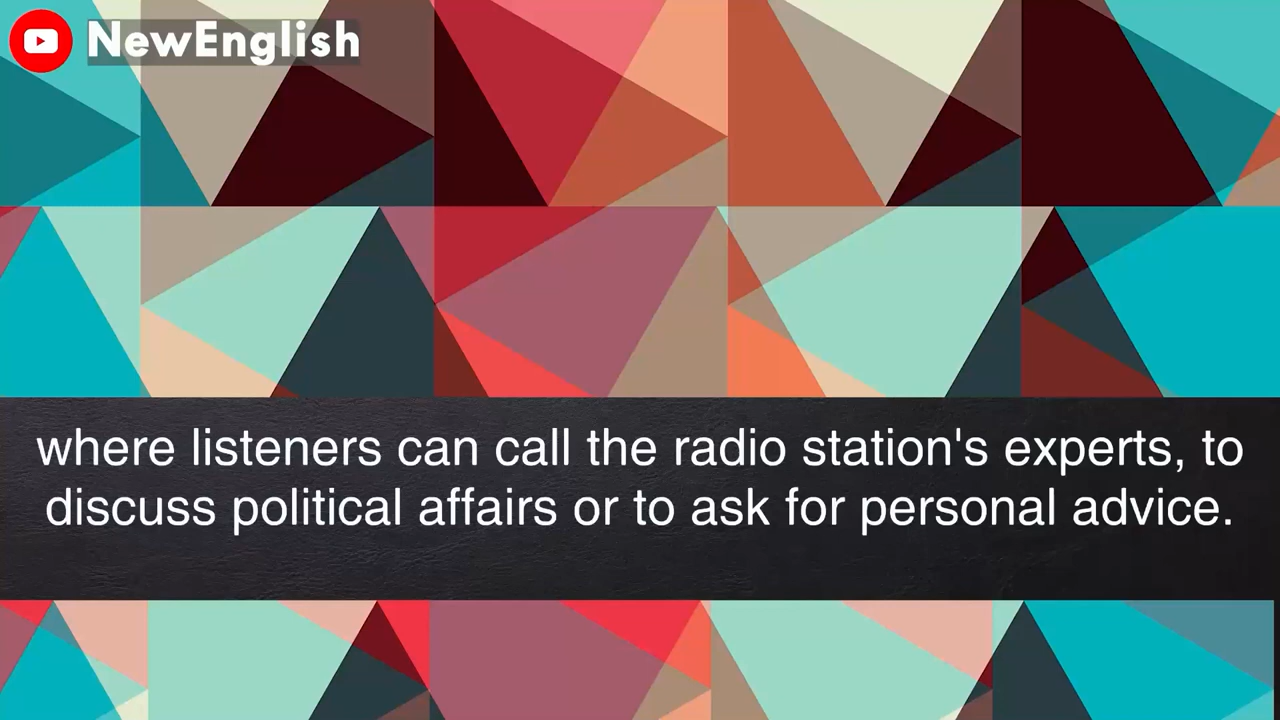 NewEnglish
where listeners can call the radio station's experts, to
discuss political affairs or to ask for personal advice.